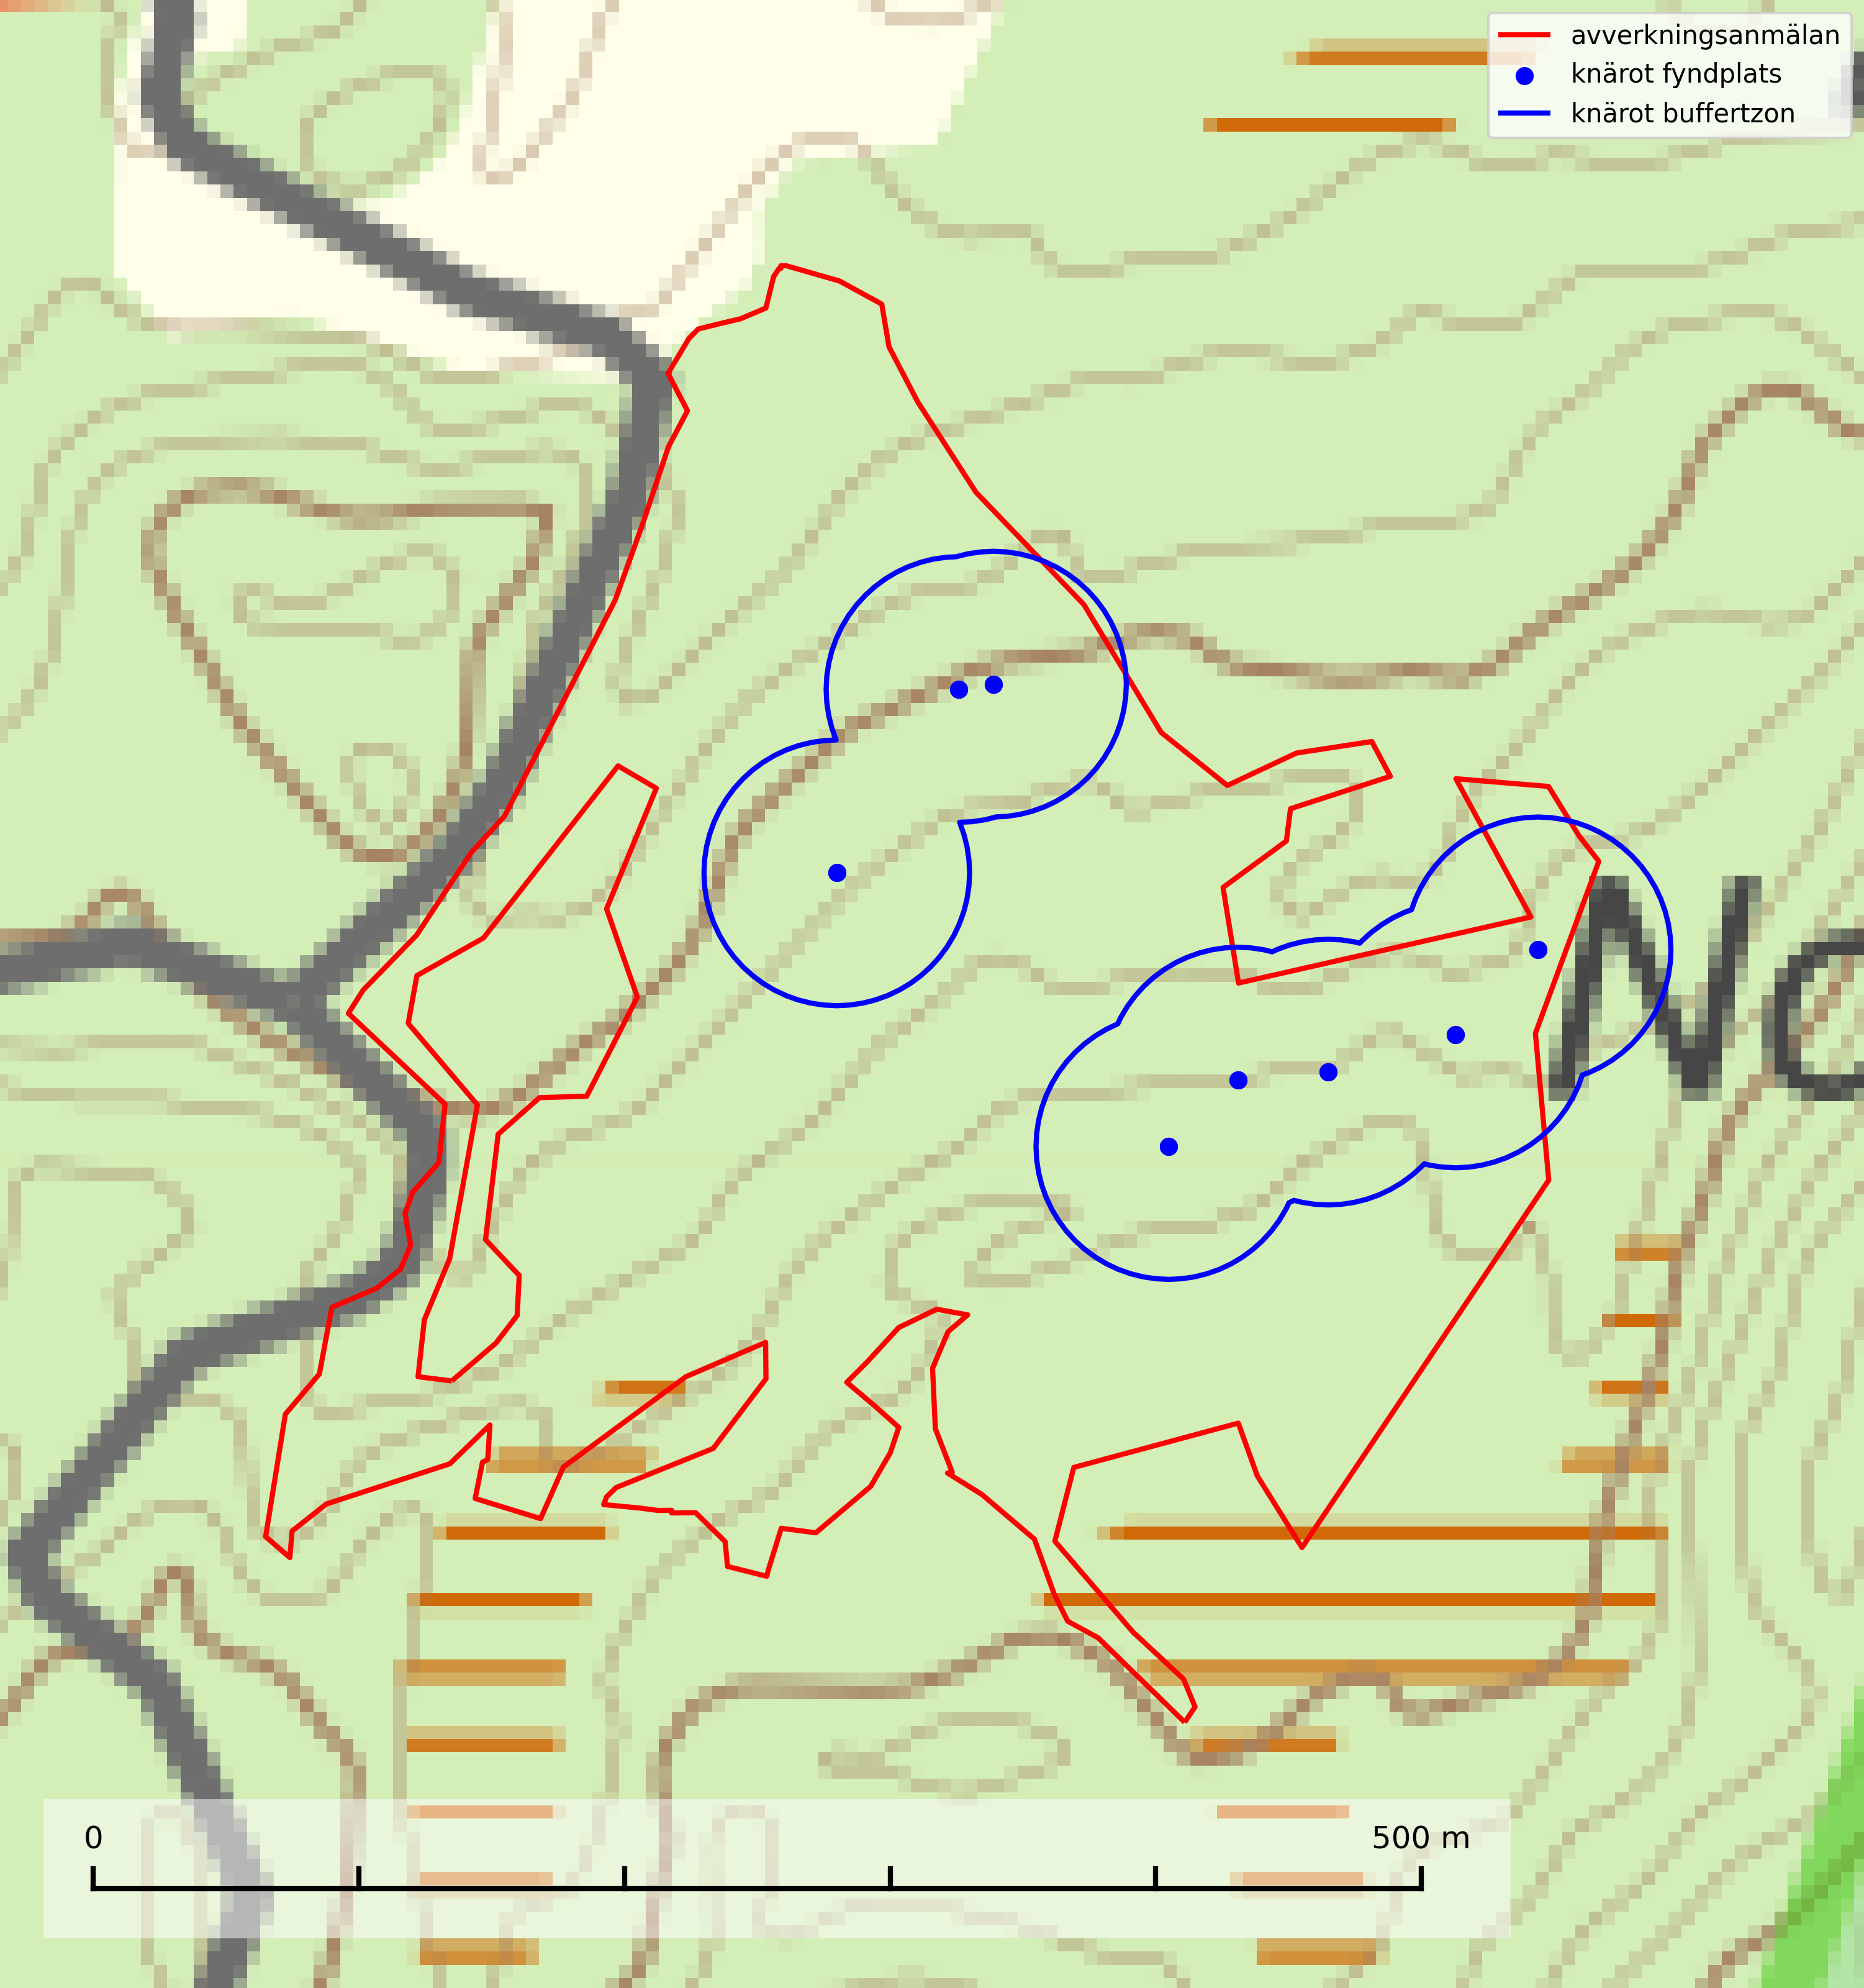 avverkningsanmälan
knärot fyndplats
knärot buffertzon
0 500 m